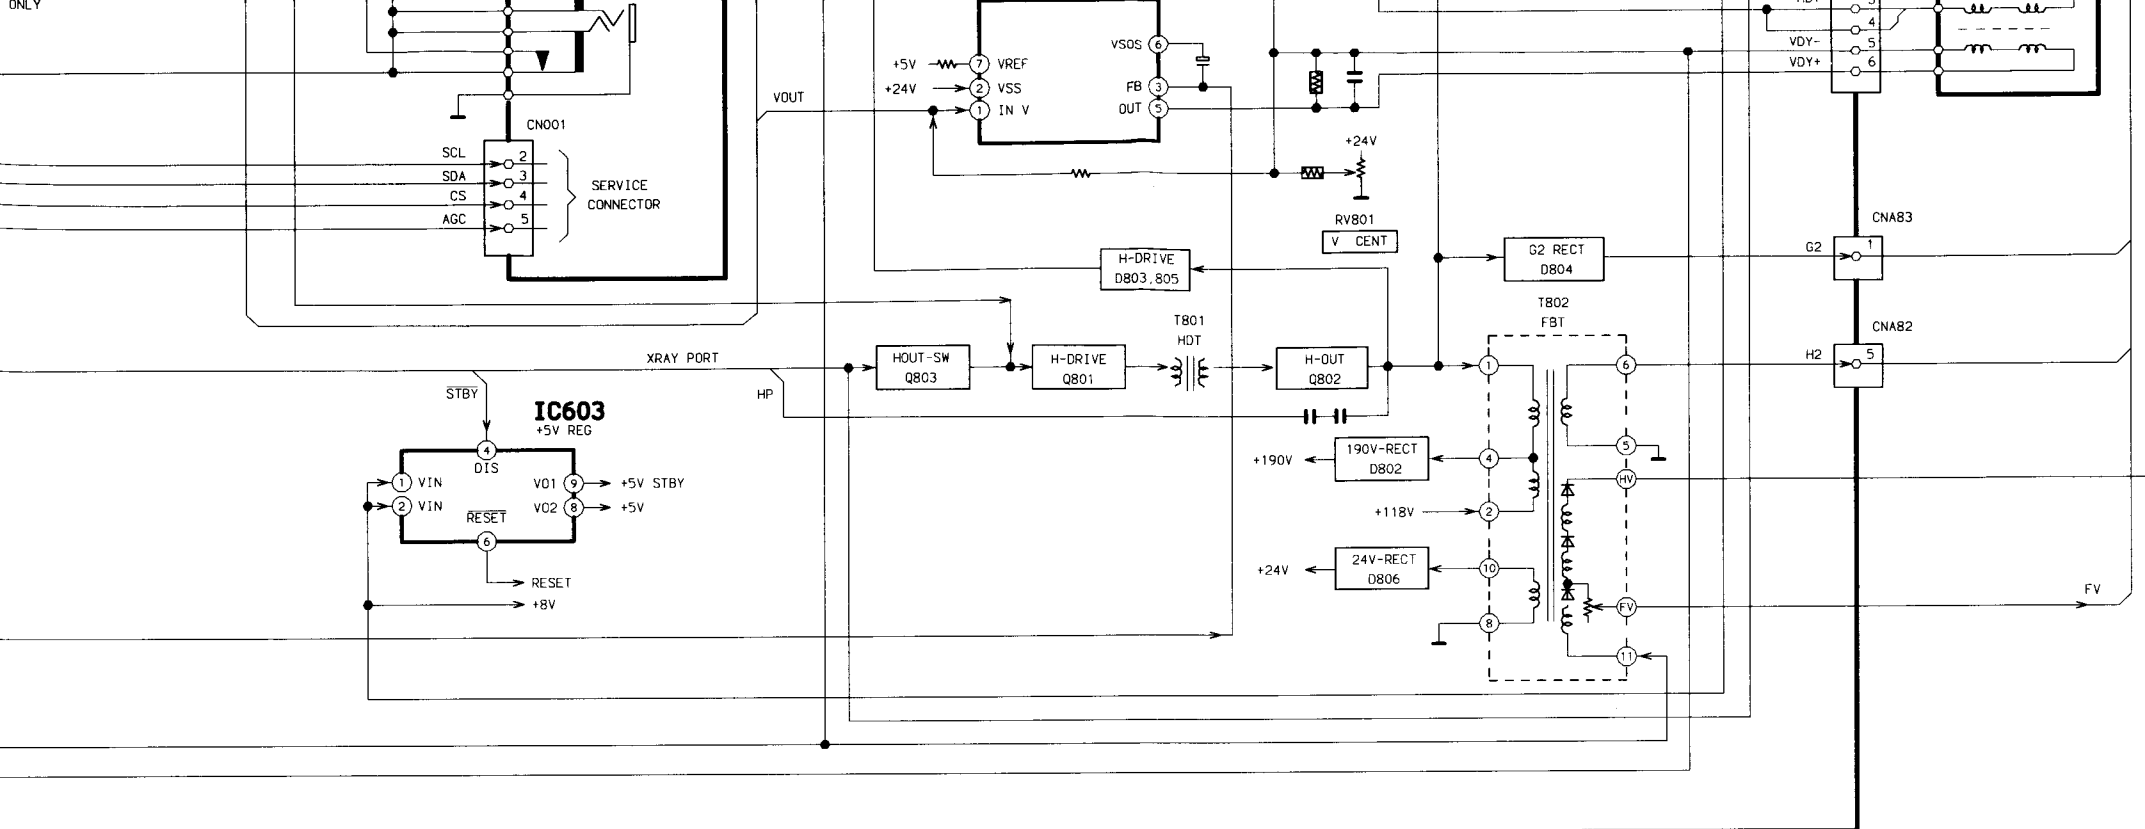 ONLY
3
4
VDY- 5
VDY+ 6
VSOS 6
+5V 7 VREF
+24V 2 VSS
FB 3
VOUT
1 IN V
OUT 5
CN001
+24V
SCL 2
SDA 3
CS 4
AGC 5
SERVICE
CONNECTOR
RV801
V CENT
CNA83
G2 1
H-DRIVE
D803,805
G2 RECT
D804
T802
FBT
T801
HDT
CNA82
H2 5
XRAY PORT
HOUT-SW
Q803
H-DRIVE
Q801
H-OUT
Q802
1
6
STBY
HP
IC603
+5V REG
4
DIS
1 VIN
VO1 9 +5V STBY
2 VIN
VO2 8 +5V
RESET
6
RESET
+8V
190V-RECT
D802
+190V
4
5
HV
+118V 2
24V-RECT
D806
+24V
10
FV
FV
8
11